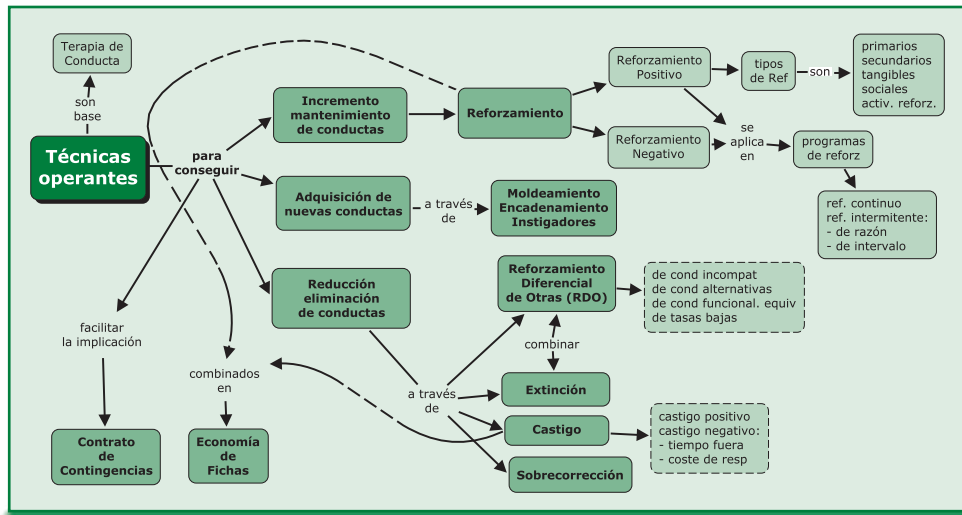 Terapia de
Conducta
son
base
Técnicas
operantes
para
conseguir
Incremento
mantenimiento
de conductas
Reforzamiento
Reforzamiento
Positivo
tipos
de Ref
son
primarios
secundarios
tangibles
sociales
activ. reforz.
Reforzamiento
Negativo
se
aplica
en
programas
de reforz
ref. continuo
ref. intermitente:
- de razón
- de intervalo
Adquisición de
nuevas conductas
a través
de
Moldeamiento
Encadenamiento
Instigadores
Reducción
eliminación
de conductas
a través
de
Reforzamiento
Diferencial
de Otras (RDO)
de cond incompat
de cond alternativas
de cond funcional. equiv
de tasas bajas
combinar
Extinción
Castigo
castigo positivo
castigo negativo:
- tiempo fuera
- coste de resp
Sobrecorrección
facilitar
la implicación
Contrato
de
Contingencias
combinados
en
Economía
de
Fichas